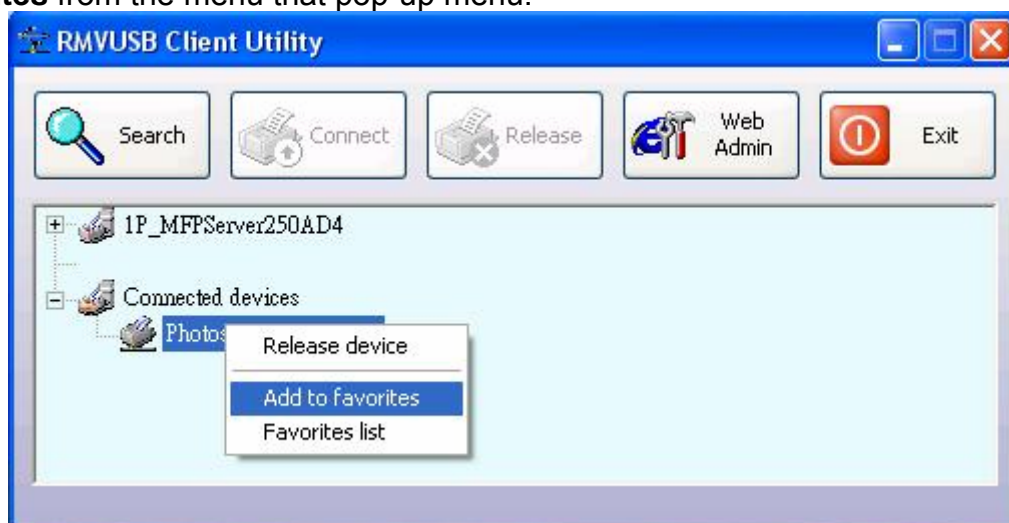 tes from the menu that pop-up menu.
RMVUSB Client Utility
Search
Connect
Release
Web
Admin
Exit
1P_MFPServer250AD4
Connected devices
Photos
Release device
Add to favorites
Favorites list